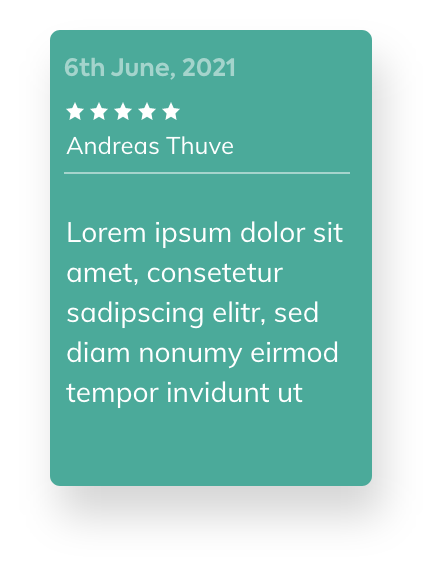 6th June, 2021
Andreas Thuve
Lorem ipsum dolor sit
amet, consetetur
sadipscing elitr, sed
diam nonumy eirmod
tempor invidunt ut